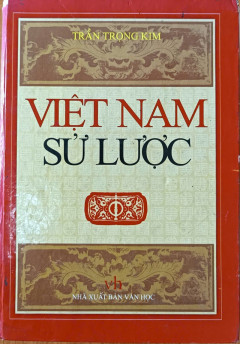 TRẦN TRỌNG KIM
VIỆT NAM
SỬ LƯỢC
vh
NHÀ XUẤT BẢN VĂN HỌC